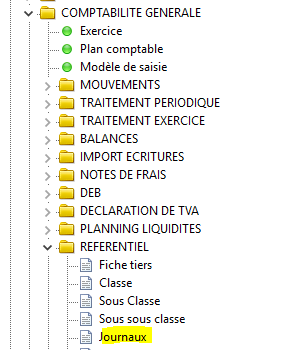 COMPTABILITE GENERALE
Exercice
Plan comptable
Modèle de saisie
MOUVEMENTS
TRAITEMENT PERIODIQUE
TRAITEMENT EXERCICE
BALANCES
IMPORT ECRITURES
NOTES DE FRAIS
DEB
DECLARATION DE TVA
PLANNING LIQUIDITES
REFERENTIEL
Fiche tiers
Classe
Sous Classe
Sous sous classe
Journaux